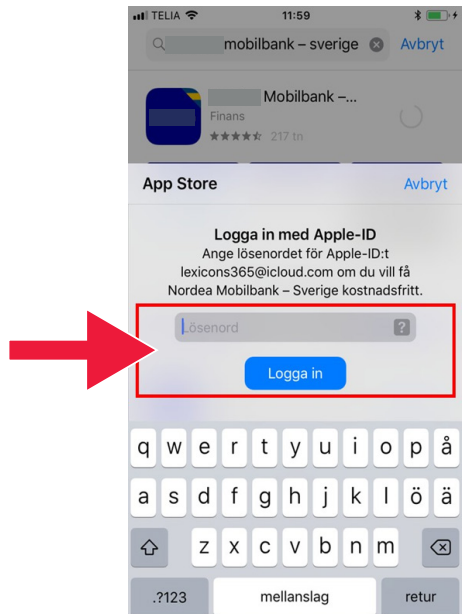 TELIA 11:59
mobilbank – sverige Avbryt
Mobilbank –...
Finans
217 tn
App Store Avbryt
Logga in med Apple-ID
Ange lösenordet för Apple-ID:t
lexicons365@icloud.com om du vill få
Nordea Mobilbank – Sverige kostnadsfritt.
Lösenord ?
Logga in
q w e r t y u i o p å
a s d f g h j k l ö ä
z x c v b n m
.?123 mellanslag retur